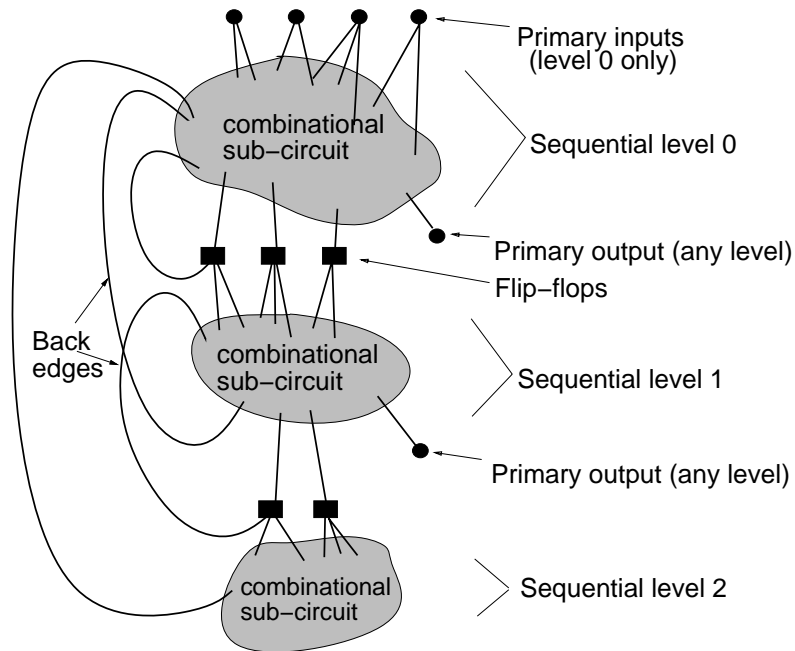 Primary inputs
(level 0 only)
combinational
sub−circuit
Sequential level 0
Primary output (any level)
Flip−flops
Back
edges
combinational
sub−circuit
Sequential level 1
Primary output (any level)
combinational
sub−circuit
Sequential level 2